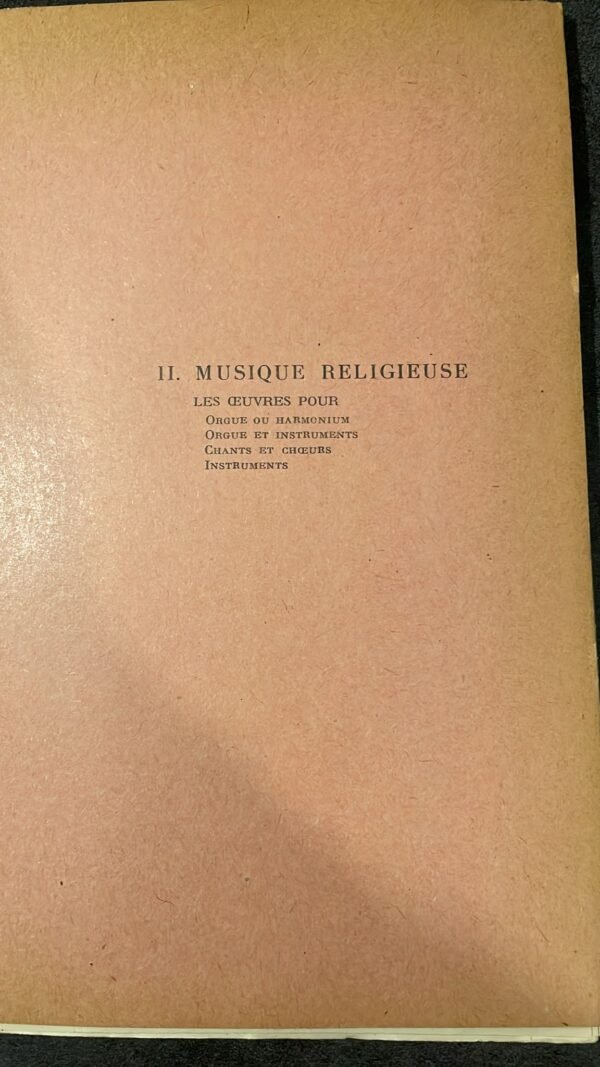 II. MUSIQUE RELIGIEUSE
LES ŒUVRES POUR
ORGUE OU HARMONIUM
ORGUE ET INSTRUMENTS
CHANTS ET CHŒURS
INSTRUMENTS